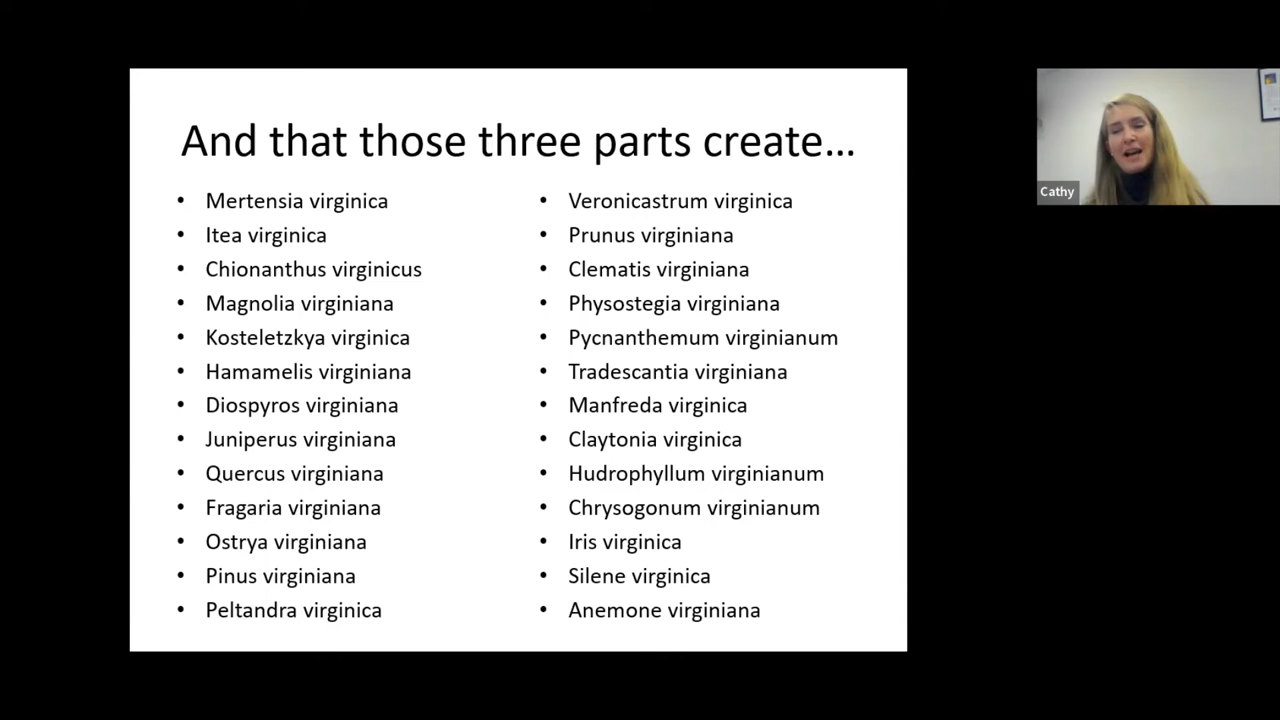 And that those three parts create...
• Mertensia virginica
• Itea virginica
• Chionanthus virginicus
• Magnolia virginiana
• Kosteletzkya virginica
• Hamamelis virginiana
• Diospyros virginiana
• Juniperus virginiana
• Quercus virginiana
• Fragaria virginiana
• Ostrya virginiana
• Pinus virginiana
• Peltandra virginica
• Veronicastrum virginica
• Prunus virginiana
• Clematis virginiana
• Physostegia virginiana
• Pycnanthemum virginianum
• Tradescantia virginiana
• Manfreda virginica
• Claytonia virginica
• Hudrophyllum virginianum
• Chrysogonum virginianum
• Iris virginica
• Silene virginica
• Anemone virginiana
Cathy